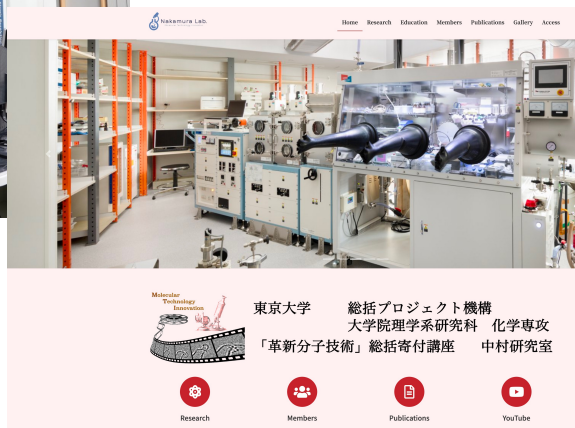 Nakamura Lab.
Home Research Education Members Publications Gallery Access
Molecular
Technology
Innovation
東京大学 総括プロジェクト機構
大学院理学系研究科 化学専攻
「革新分子技術」総括寄付講座 中村研究室
Research Members Publications YouTube